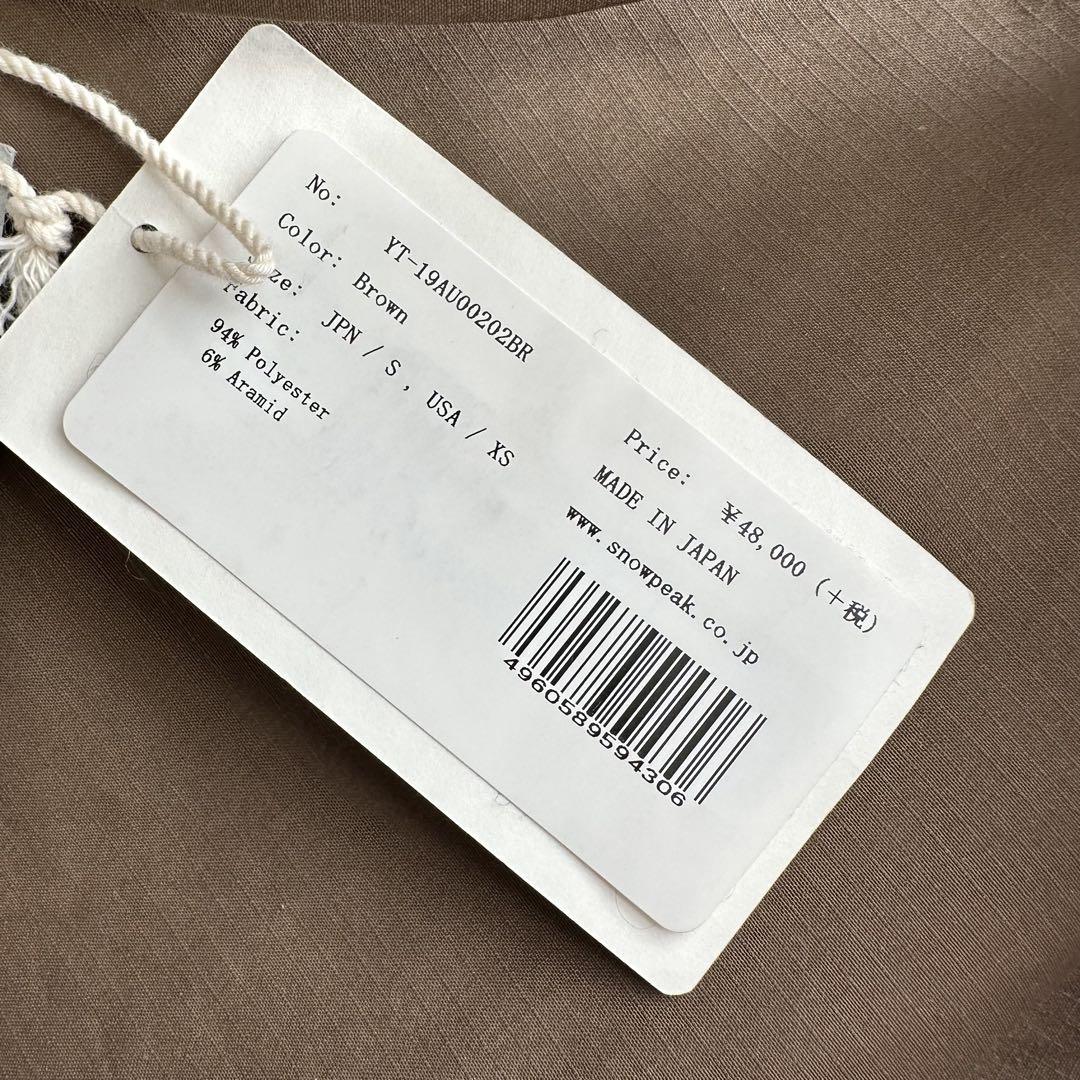 No: YT-19AU00202BR
Color: Brown
ze: JPN / S , USA / XS
Fabric:
94% Polyester
6% Aramid
Price: ¥48,000 (+税)
MADE IN JAPAN
www.snowpeak.co.jp
4960589594306